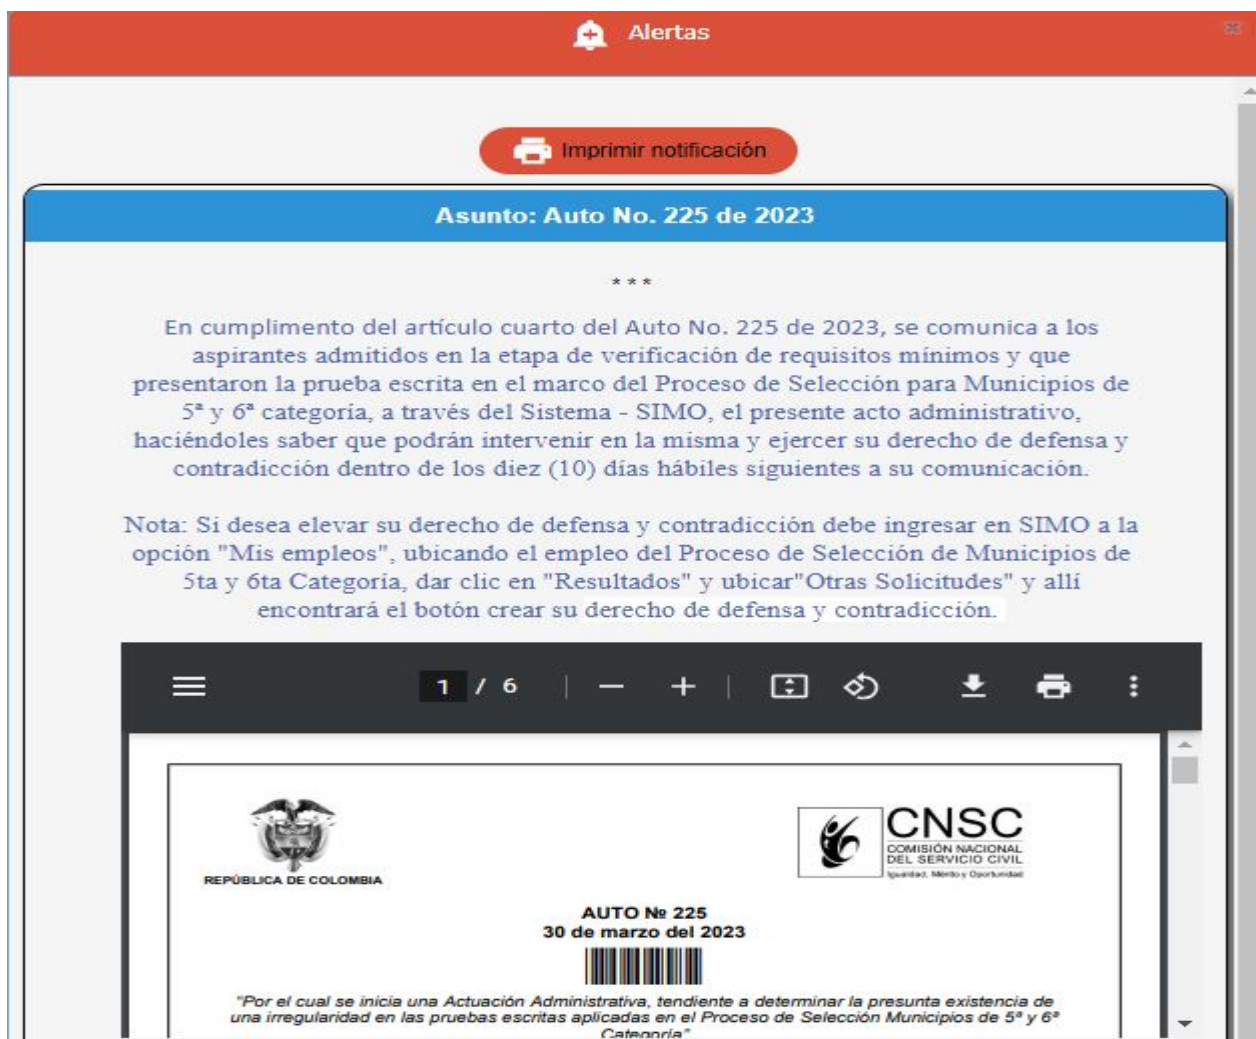 Alertas
Imprimir notificación
Asunto: Auto No. 225 de 2023
* * *
En cumplimento del artículo cuarto del Auto No. 225 de 2023, se comunica a los
aspirantes admitidos en la etapa de verificación de requisitos mínimos y que
presentaron la prueba escrita en el marco del Proceso de Selección para Municipios de
5ª y 6ª categoría, a través del Sistema - SIMO, el presente acto administrativo,
haciéndoles saber que podrán intervenir en la misma y ejercer su derecho de defensa y
contradicción dentro de los diez (10) días hábiles siguientes a su comunicación.
Nota: Si desea elevar su derecho de defensa y contradicción debe ingresar en SIMO a la
opción "Mis empleos", ubicando el empleo del Proceso de Selección de Municipios de
5ta y 6ta Categoría, dar clic en "Resultados" y ubicar"Otras Solicitudes" y allí
encontrará el botón crear su derecho de defensa y contradicción.
1 / 6
REPÚBLICA DE COLOMBIA
CNSC
COMISIÓN NACIONAL
DEL SERVICIO CIVIL
Igualdad, Mérito y Oportunidad
AUTO № 225
30 de marzo del 2023
"Por el cual se inicia una Actuación Administrativa, tendiente a determinar la presunta existencia de
una irregularidad en las pruebas escritas aplicadas en el Proceso de Selección Municipios de 5ª y 6ª
Categoría"